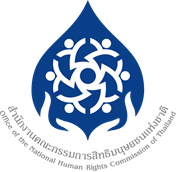 สำนักงานคณะกรรมการสิทธิมนุษยชนแห่งชาติ
Office of the National Human Rights Commission of Thailand